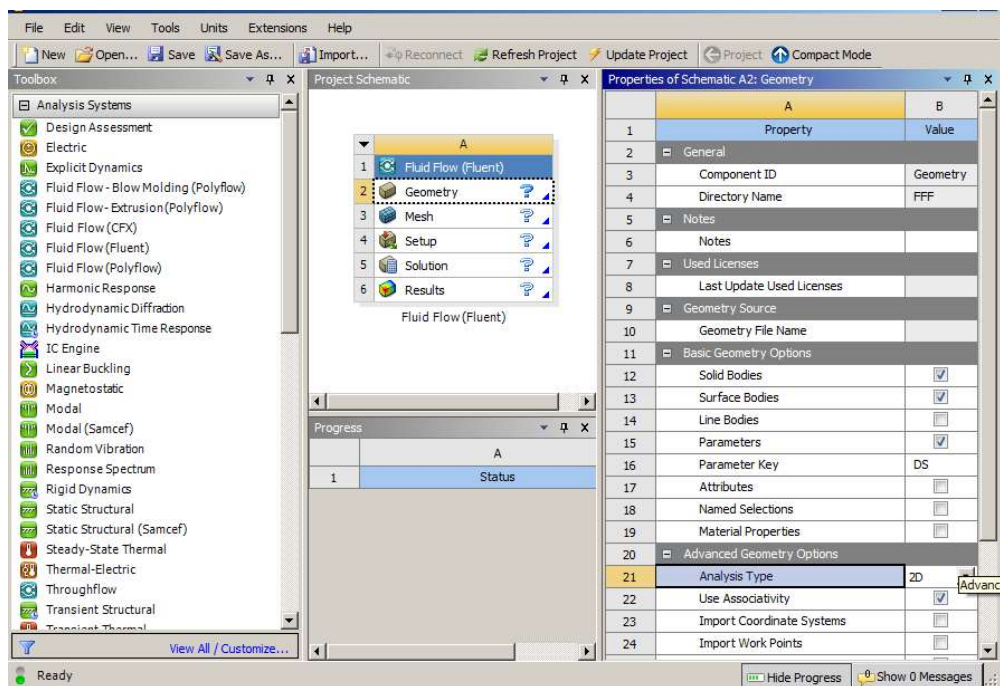 File Edit View Tools Units Extensions Help
New Open... Save Save As... Import... Reconnect Refresh Project Update Project Project Compact Mode
Toolbox
Analysis Systems
Design Assessment
Electric
Explicit Dynamics
Fluid Flow - Blow Molding (Polyflow)
Fluid Flow - Extrusion (Polyflow)
Fluid Flow (CFX)
Fluid Flow (Fluent)
Fluid Flow (Polyflow)
Harmonic Response
Hydrodynamic Diffraction
Hydrodynamic Time Response
IC Engine
Linear Buckling
Magnetostatic
Modal
Modal (Samcef)
Random Vibration
Response Spectrum
Rigid Dynamics
Static Structural
Static Structural (Samcef)
Steady-State Thermal
Thermal-Electric
Throughflow
Transient Structural
Transient Thermal
View All / Customize...
Project Schematic
A
1 Fluid Flow (Fluent)
2 Geometry ?
3 Mesh ?
4 Setup ?
5 Solution ?
6 Results ?
Fluid Flow (Fluent)
Progress
A
1 Status
Properties of Schematic A2: Geometry
A B
1 Property Value
2 General
3 Component ID Geometry
4 Directory Name FFF
5 Notes
6 Notes
7 Used Licenses
8 Last Update Used Licenses
9 Geometry Source
10 Geometry File Name
11 Basic Geometry Options
12 Solid Bodies
13 Surface Bodies
14 Line Bodies
15 Parameters
16 Parameter Key DS
17 Attributes
18 Named Selections
19 Material Properties
20 Advanced Geometry Options
21 Analysis Type 2D
Advanc
22 Use Associativity
23 Import Coordinate Systems
24 Import Work Points
Ready
Hide Progress 0 Show 0 Messages